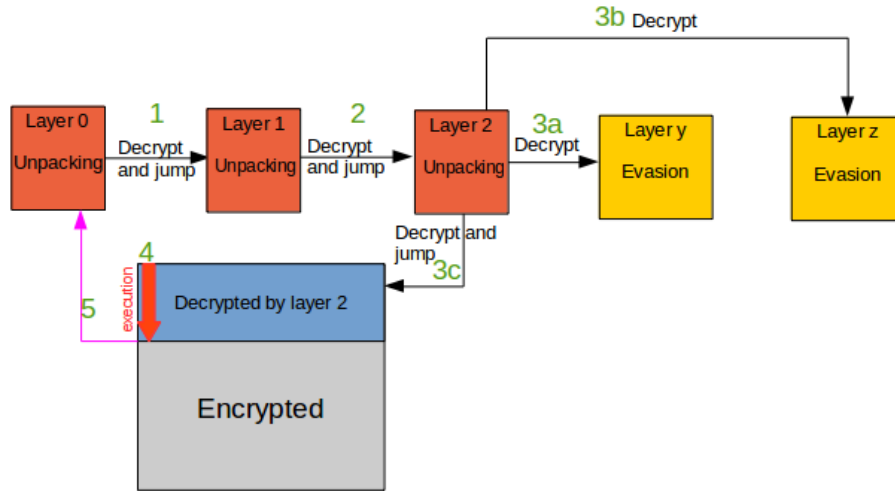 3b Decrypt
Layer 0
Unpacking
1
Decrypt
and jump
Layer 1
Unpacking
2
Decrypt
and jump
Layer 2
Unpacking
3a
Decrypt
Layer y
Evasion
Layer z
Evasion
Decrypt and
jump
3c
4
execution
5
Decrypted by layer 2
Encrypted